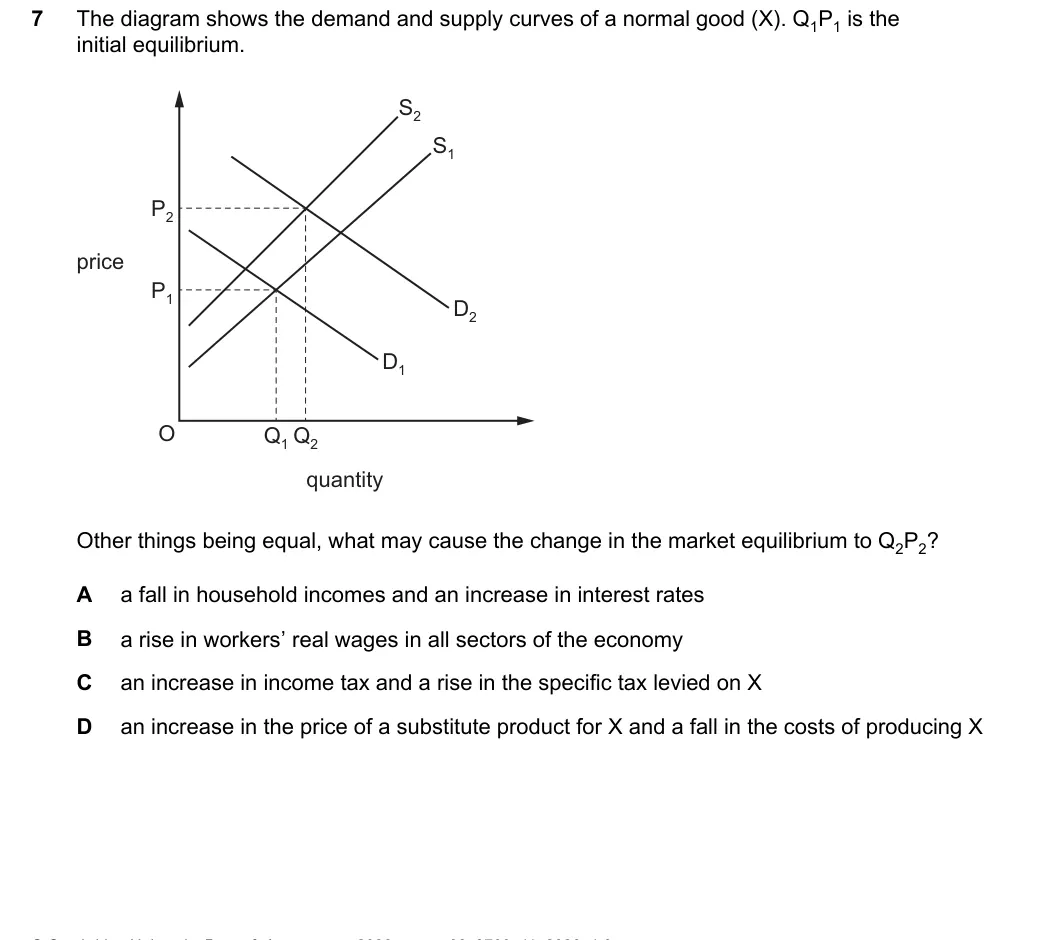 7 The diagram shows the demand and supply curves of a normal good (X). Q₁P₁ is the
initial equilibrium.
S₂
S₁
P₂
price
P₁
D₂
D₁
O
Q₁ Q₂
quantity
Other things being equal, what may cause the change in the market equilibrium to Q₂P₂?
A a fall in household incomes and an increase in interest rates
B a rise in workers’ real wages in all sectors of the economy
C an increase in income tax and a rise in the specific tax levied on X
D an increase in the price of a substitute product for X and a fall in the costs of producing X